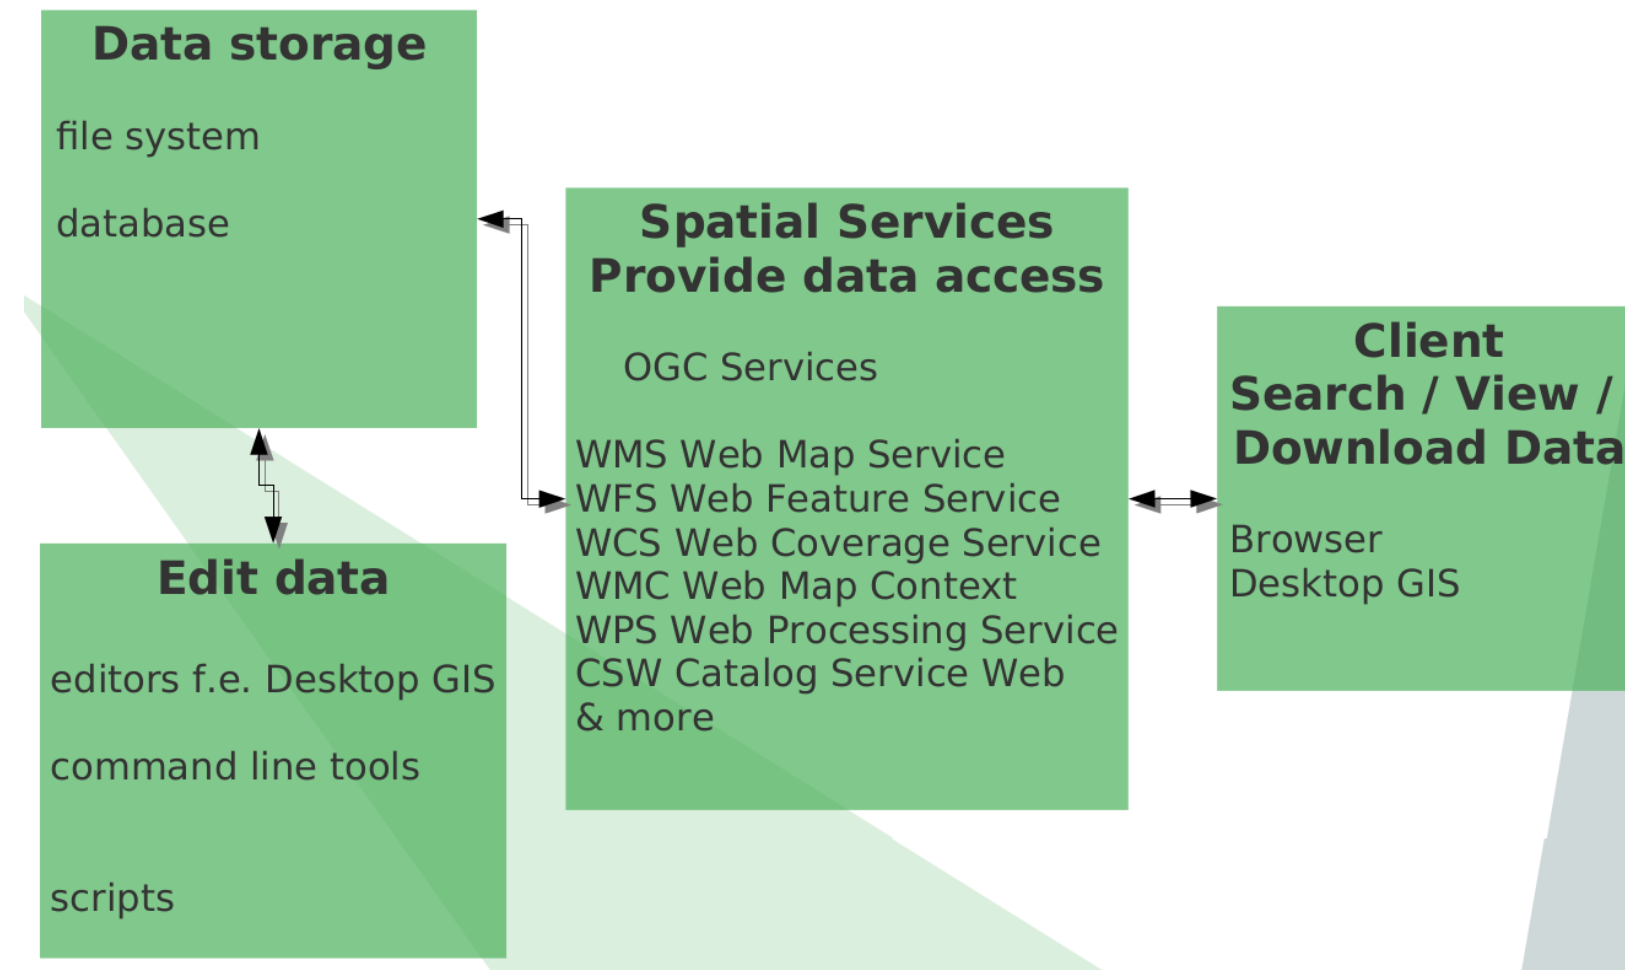 Data storage
file system
database
Edit data
editors f.e. Desktop GIS
command line tools
scripts
Spatial Services
Provide data access
OGC Services
WMS Web Map Service
WFS Web Feature Service
WCS Web Coverage Service
WMC Web Map Context
WPS Web Processing Service
CSW Catalog Service Web
& more
Client
Search / View /
Download Data
Browser
Desktop GIS